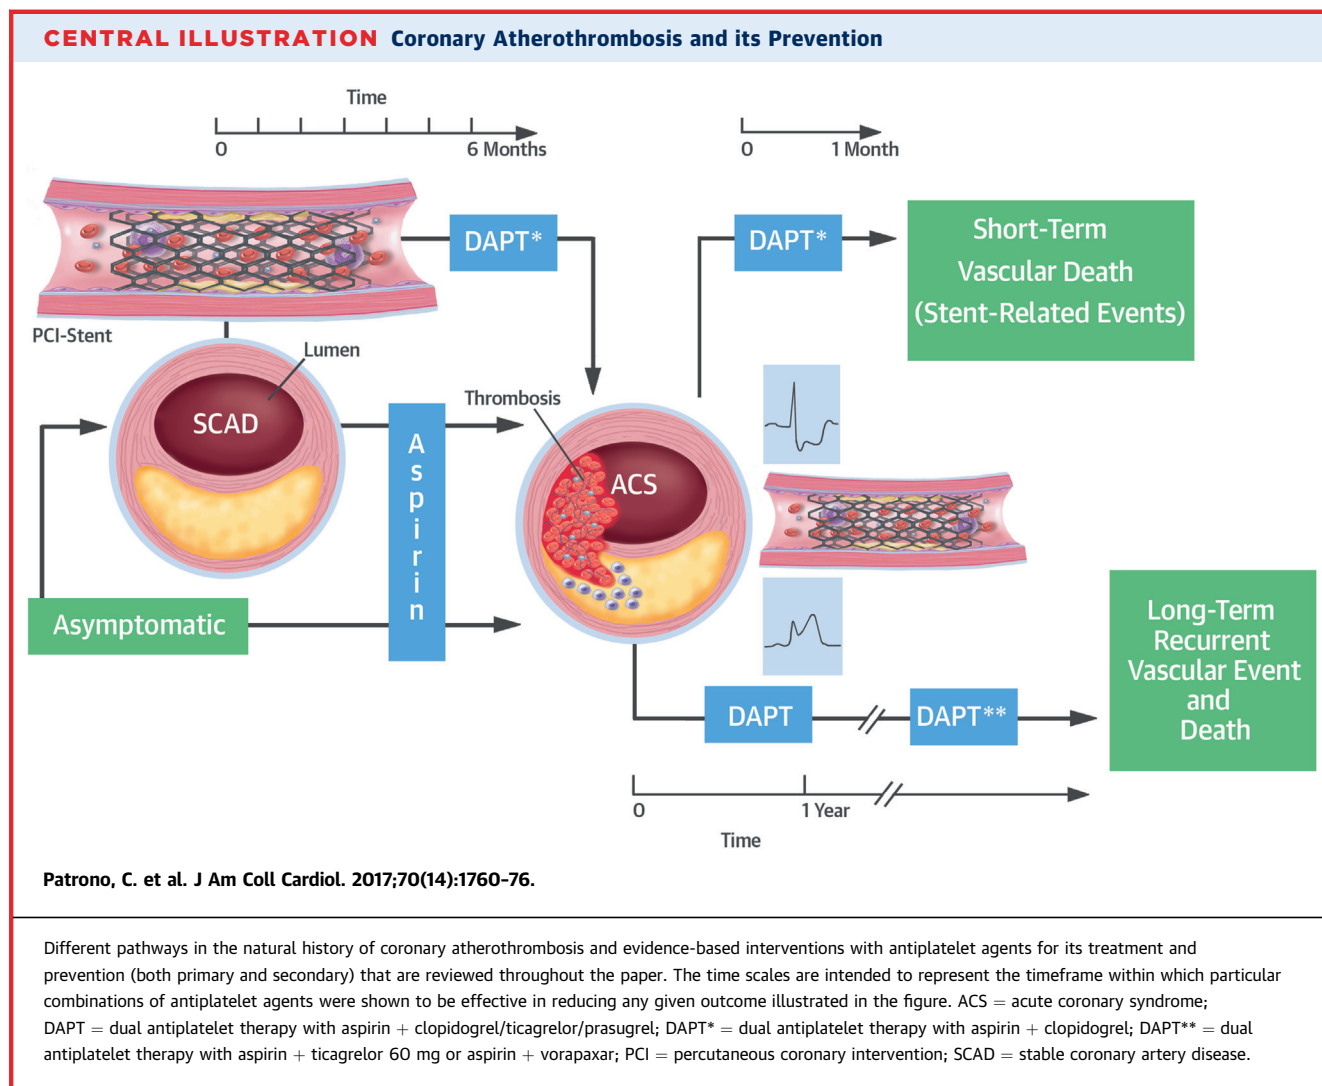 CENTRAL ILLUSTRATION Coronary Atherothrombosis and its Prevention
Time
0
6 Months
0
1 Month
DAPT*
DAPT*
Short-Term
Vascular Death
(Stent-Related Events)
PCI-Stent
Lumen
SCAD
Thrombosis
Aspirin
ACS
Asymptomatic
Long-Term
Recurrent
Vascular Event
and
Death
DAPT
DAPT**
0
1 Year
Time
Patrono, C. et al. J Am Coll Cardiol. 2017;70(14):1760–76.
Different pathways in the natural history of coronary atherothrombosis and evidence-based interventions with antiplatelet agents for its treatment and
prevention (both primary and secondary) that are reviewed throughout the paper. The time scales are intended to represent the timeframe within which particular
combinations of antiplatelet agents were shown to be effective in reducing any given outcome illustrated in the figure. ACS = acute coronary syndrome;
DAPT = dual antiplatelet therapy with aspirin + clopidogrel/ticagrelor/prasugrel; DAPT* = dual antiplatelet therapy with aspirin + clopidogrel; DAPT** = dual
antiplatelet therapy with aspirin + ticagrelor 60 mg or aspirin + vorapaxar; PCI = percutaneous coronary intervention; SCAD = stable coronary artery disease.